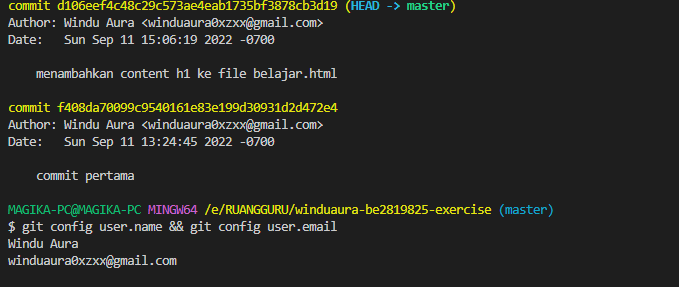 commit d106eef4c48c29c573ae4eab1735bf3878cb3d19 (HEAD -> master)
Author: Windu Aura <winduaura0xzxx@gmail.com>
Date:   Sun Sep 11 15:06:19 2022 -0700
menambahkan content h1 ke file belajar.html
commit f408da70099c9540161e83e199d30931d2d472e4
Author: Windu Aura <winduaura0xzxx@gmail.com>
Date:   Sun Sep 11 13:24:45 2022 -0700
commit pertama
MAGIKA-PC@MAGIKA-PC MINGW64 /e/RUANGGURU/winduaura-be2819825-exercise (master)
$ git config user.name && git config user.email
Windu Aura
winduaura0xzxx@gmail.com